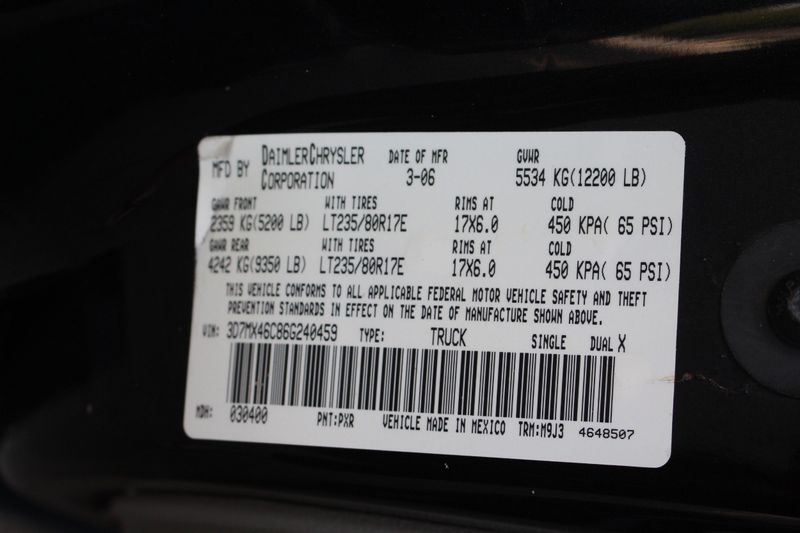 MFD BY DAIMLERCHRYSLER CORPORATION DATE OF MFR 3-06 GVWR 5534 KG(12200 LB)
GAWR FRONT WITH TIRES RIMS AT COLD
2359 KG(5200 LB) LT235/80R17E 17X6.0 450 KPA( 65 PSI)
GAWR REAR WITH TIRES RIMS AT COLD
4242 KG(9350 LB) LT235/80R17E 17X6.0 450 KPA( 65 PSI)
THIS VEHICLE CONFORMS TO ALL APPLICABLE FEDERAL MOTOR VEHICLE SAFETY AND THEFT
PREVENTION STANDARDS IN EFFECT ON THE DATE OF MANUFACTURE SHOWN ABOVE.
VIN: 3D7MX46C86G240459 TYPE: TRUCK SINGLE DUAL X
MDH: 030400 PNT:PXR VEHICLE MADE IN MEXICO TRM:M9J3 4648507